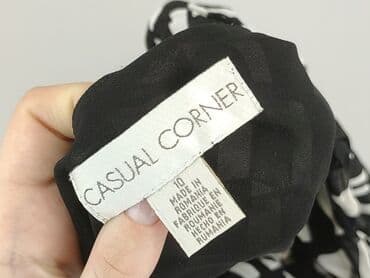 CASUAL CORNER
10
MADE IN
ROMANIA
FABRIQUE EN
ROUMANIE
HECHO EN
RUMANIA